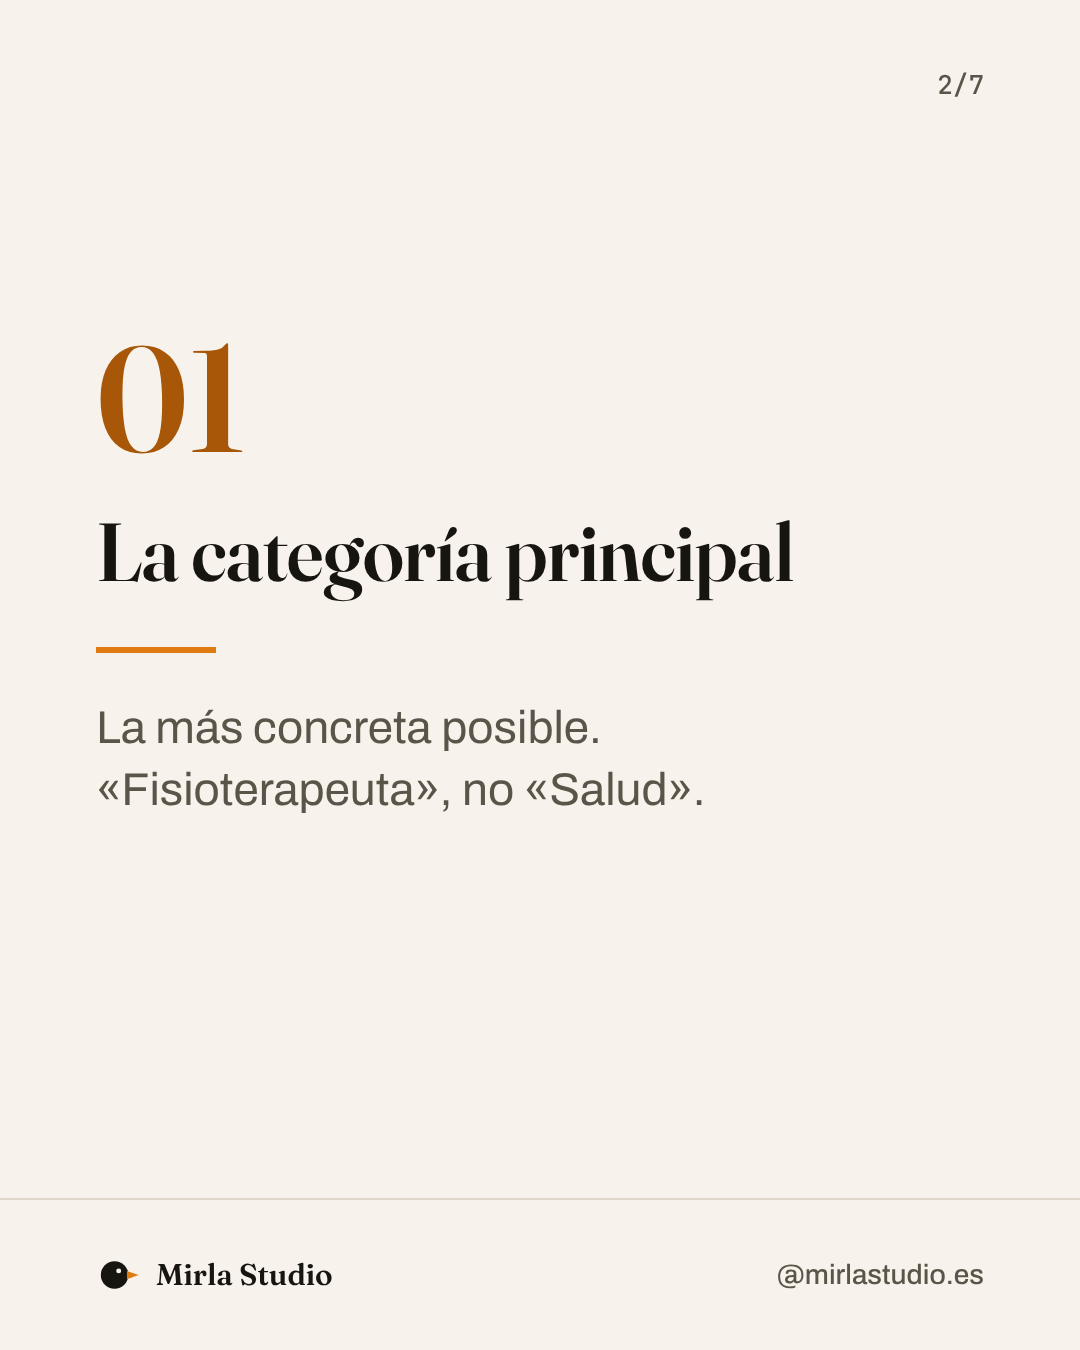 2/7
01
La categoría principal
La más concreta posible.
«Fisioterapeuta», no «Salud».
Mirla Studio
@mirlastudio.es